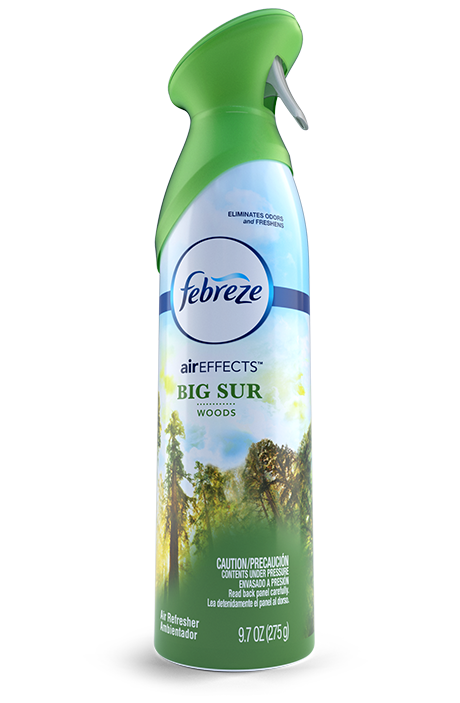 ELIMINATES ODORS
and FRESHENS
febreze
airEFFECTS™
BIG SUR
WOODS
CAUTION/PRECAUCIÓN
CONTENTS UNDER PRESSURE
ENVASADO A PRESIÓN
Read back panel carefully.
Lea detenidamente el panel al dorso.
Air Refresher
Ambientador
9.7 OZ (275 g)